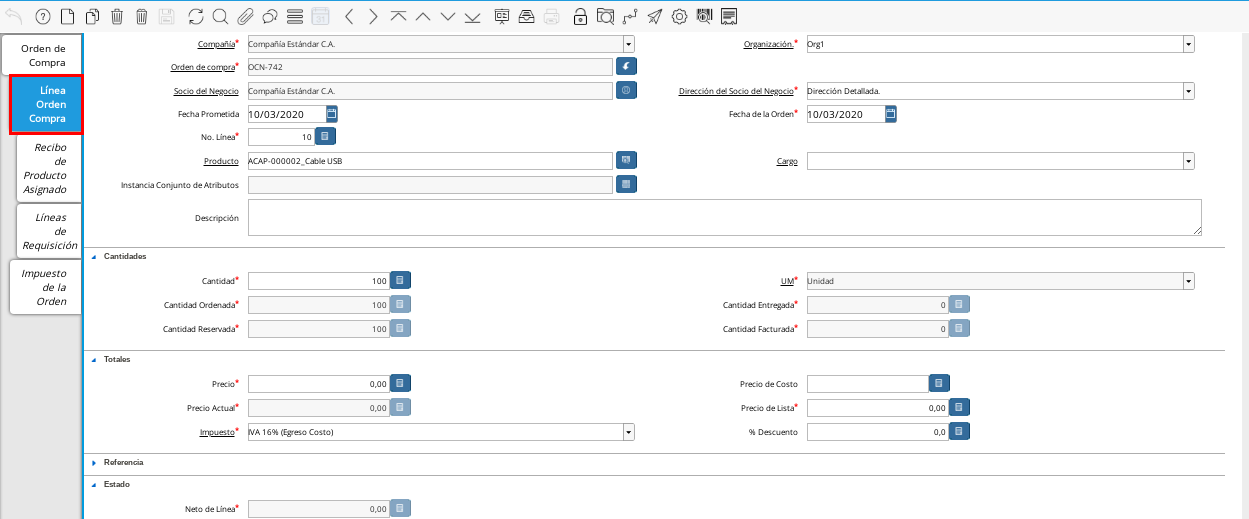 Orden de
Compra
Línea
Orden
Compra
Recibo
de
Producto
Asignado
Líneas
de
Requisición
Impuesto
de la
Orden
Compañía* Compañía Estándar C.A. Organización.* Org1
Orden de compra* OCN-742
Socio del Negocio Compañía Estándar C.A. Dirección del Socio del Negocio* Dirección Detallada.
Fecha Prometida 10/03/2020 Fecha de la Orden* 10/03/2020
No. Línea* 10
Producto ACAP-000002_Cable USB Cargo
Instancia Conjunto de Atributos
Descripción
Cantidades
Cantidad* 100 UM* Unidad
Cantidad Ordenada* 100 Cantidad Entregada* 0
Cantidad Reservada* 100 Cantidad Facturada* 0
Totales
Precio* 0,00 Precio de Costo
Precio Actual* 0,00 Precio de Lista* 0,00
Impuesto* IVA 16% (Egreso Costo) % Descuento 0,0
Referencia
Estado
Neto de Línea* 0,00